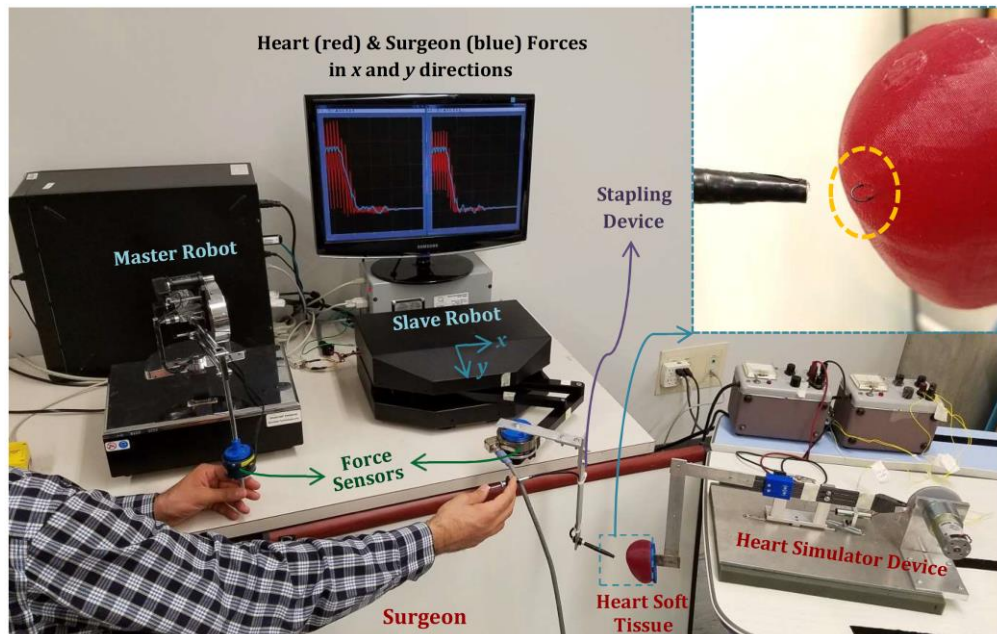 Heart (red) & Surgeon (blue) Forces
in x and y directions
SAMSUNG
Stapling
Device
Master Robot
Slave Robot
x
y
Force
Sensors
Heart Simulator Device
Heart Soft
Tissue
Surgeon